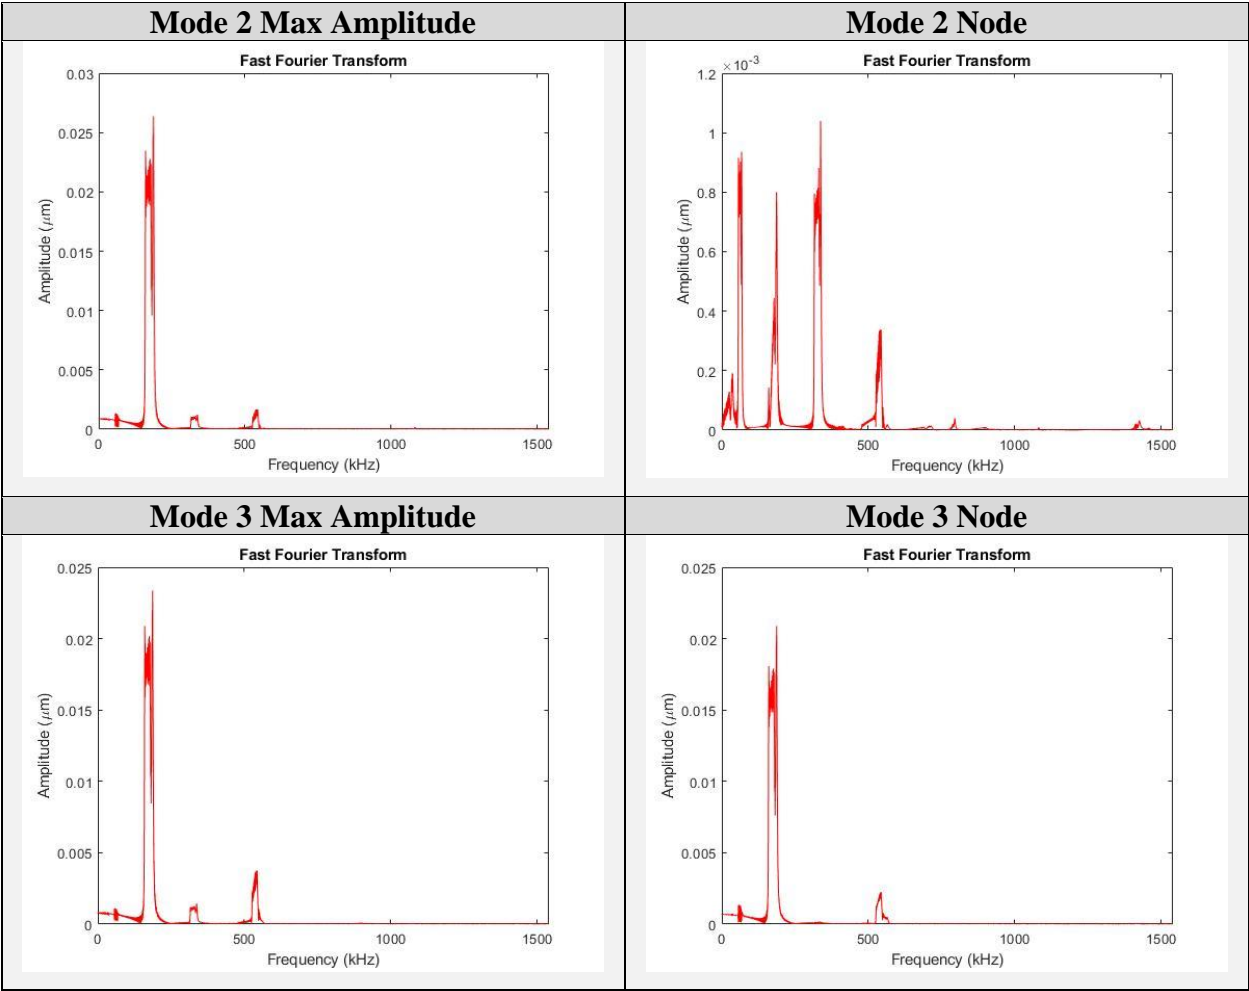 Mode 2 Max Amplitude
Fast Fourier Transform
0.03
0.025
0.02
0.015
0.01
0.005
0
Amplitude (μm)
0 500 1000 1500
Frequency (kHz)
Mode 2 Node
×10⁻³
Fast Fourier Transform
1.2
1
0.8
0.6
0.4
0.2
0
Amplitude (μm)
0 500 1000 1500
Frequency (kHz)
Mode 3 Max Amplitude
Fast Fourier Transform
0.025
0.02
0.015
0.01
0.005
0
Amplitude (μm)
0 500 1000 1500
Frequency (kHz)
Mode 3 Node
Fast Fourier Transform
0.025
0.02
0.015
0.01
0.005
0
Amplitude (μm)
0 500 1000 1500
Frequency (kHz)